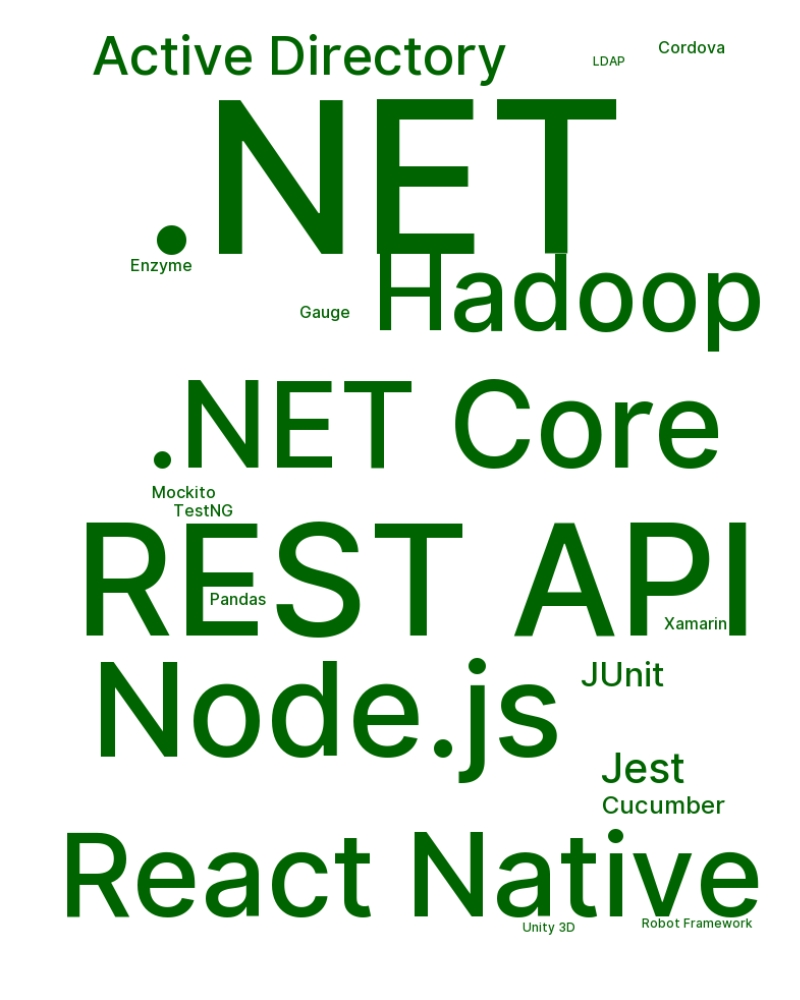 Active Directory
LDAP
Cordova
.NET
Enzyme
Hadoop
Gauge
.NET Core
Mockito
TestNG
REST API
Pandas
Xamarin
Node.js
JUnit
Jest
Cucumber
React Native
Unity 3D
Robot Framework